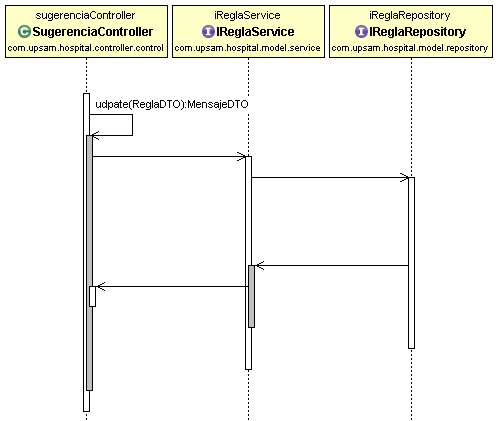 sugerenciaController
C SugerenciaController
com.upsam.hospital.controller.control
iReglaService
I IReglaService
com.upsam.hospital.model.service
iReglaRepository
I IReglaRepository
com.upsam.hospital.model.repository
udpate(ReglaDTO):MensajeDTO